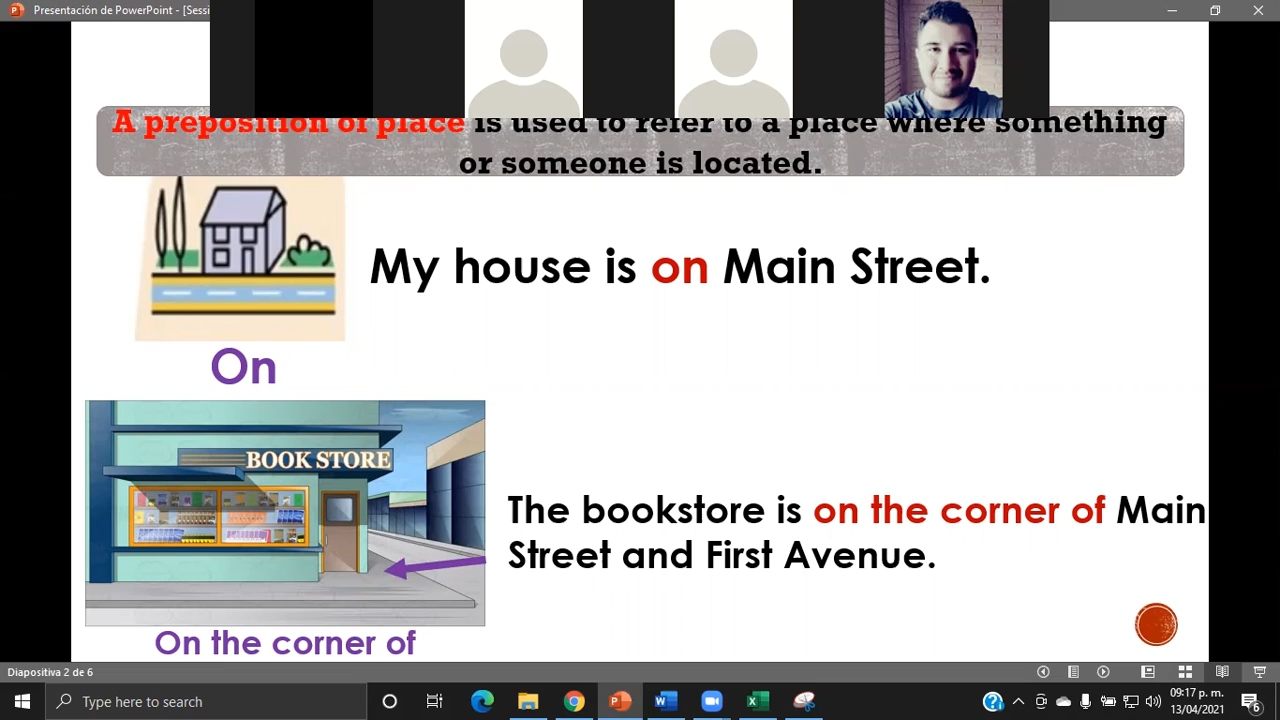 Presentación de PowerPoint - [Sessi
A preposition of place is used to refer to a place where something
or someone is located.
My house is on Main Street.
On
BOOK STORE
The bookstore is on the corner of Main
Street and First Avenue.
On the corner of
Diapositiva 2 de 6
Type here to search
09:17 p. m.
13/04/2021
6